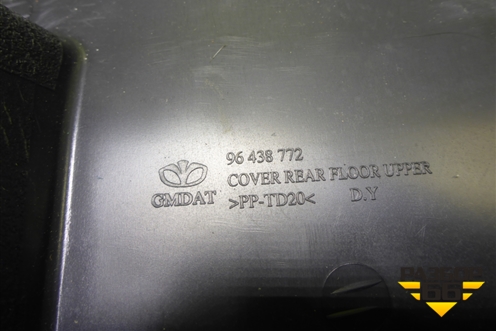 96 438 772
GMDAT COVER REAR FLOOR UPPER
>PP-TD20< D.Y